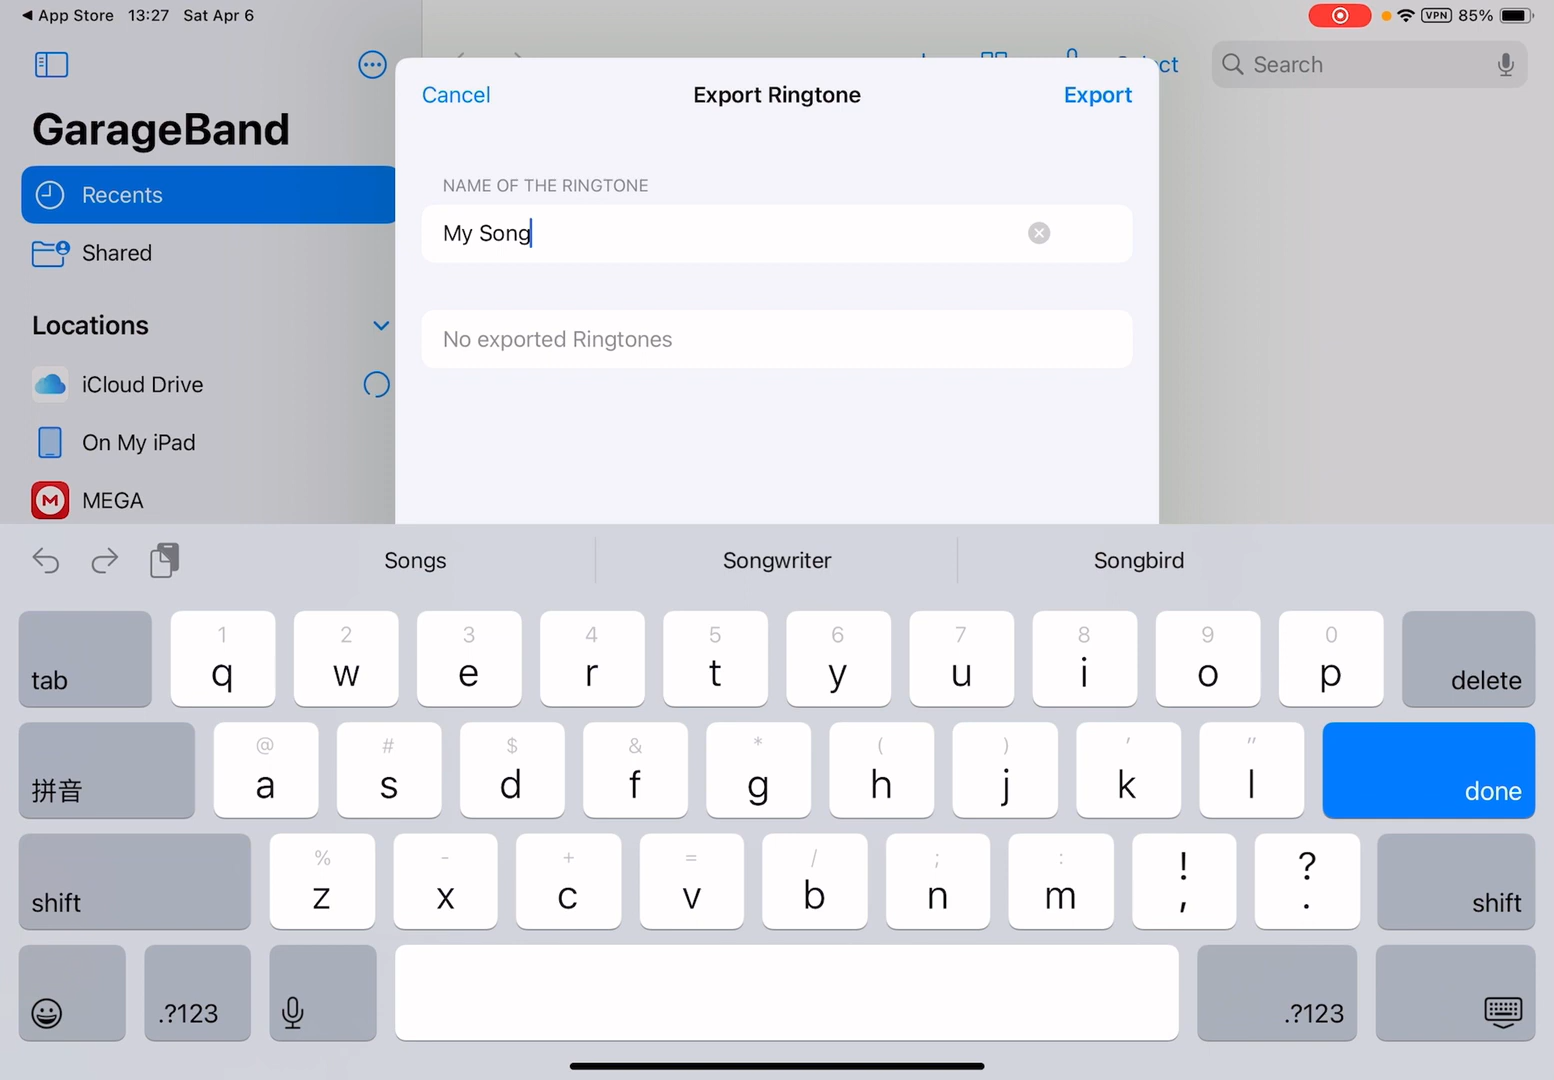 App Store 13:27 Sat Apr 6
VPN 85%
Search
Cancel
Export Ringtone
Export
GarageBand
Recents
NAME OF THE RINGTONE
My Song
Shared
Locations
No exported Ringtones
iCloud Drive
On My iPad
MEGA
Songs Songwriter Songbird
1 2 3 4 5 6 7 8 9 0
tab q w e r t y u i o p delete
@ # $ & * ( ) ' "
拼音 a s d f g h j k l done
% - + = / ; : ! ?
shift z x c v b n m , . shift
.?123 .?123